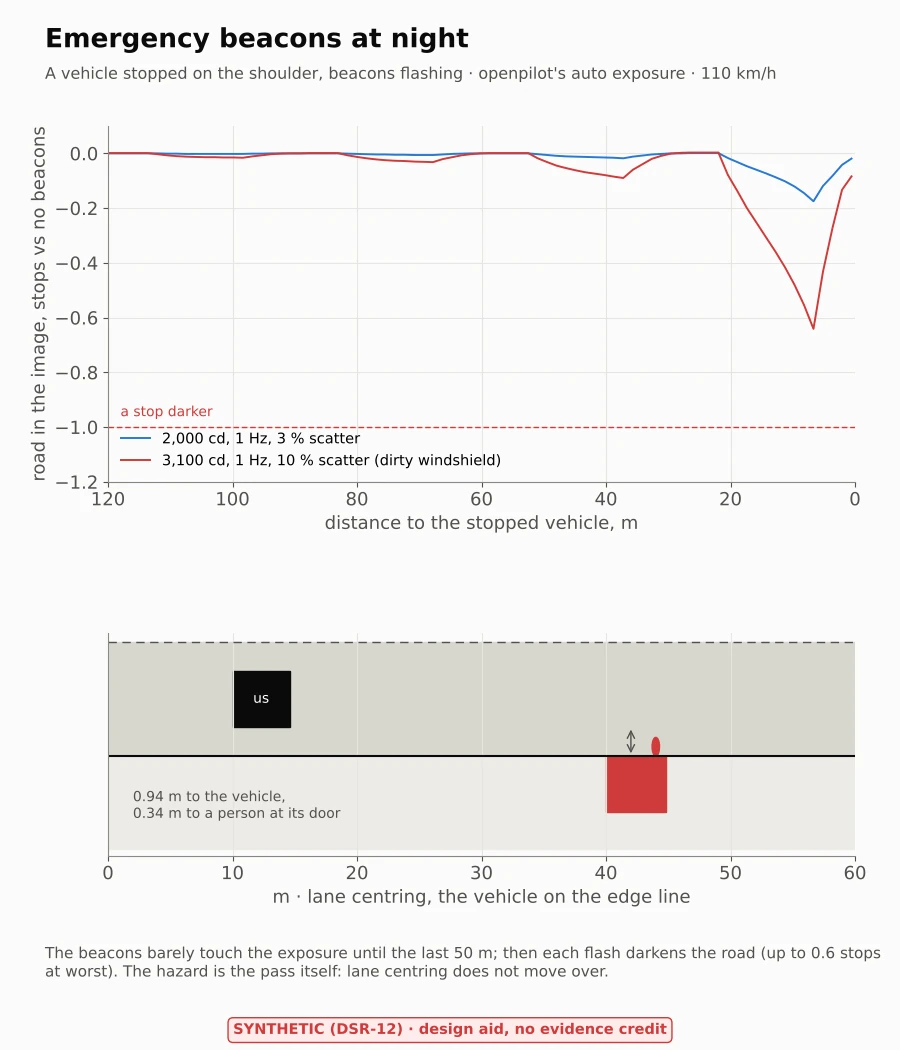 Emergency beacons at night
A vehicle stopped on the shoulder, beacons flashing · openpilot's auto exposure · 110 km/h
road in the image, stops vs no beacons
0.0
−0.2
−0.4
−0.6
−0.8
−1.0
−1.2
a stop darker
2,000 cd, 1 Hz, 3 % scatter
3,100 cd, 1 Hz, 10 % scatter (dirty windshield)
120 100 80 60 40 20 0
distance to the stopped vehicle, m
us
0.94 m to the vehicle,
0.34 m to a person at its door
0 10 20 30 40 50 60
m · lane centring, the vehicle on the edge line
The beacons barely touch the exposure until the last 50 m; then each flash darkens the road (up to 0.6 stops
at worst). The hazard is the pass itself: lane centring does not move over.
SYNTHETIC (DSR-12) · design aid, no evidence credit